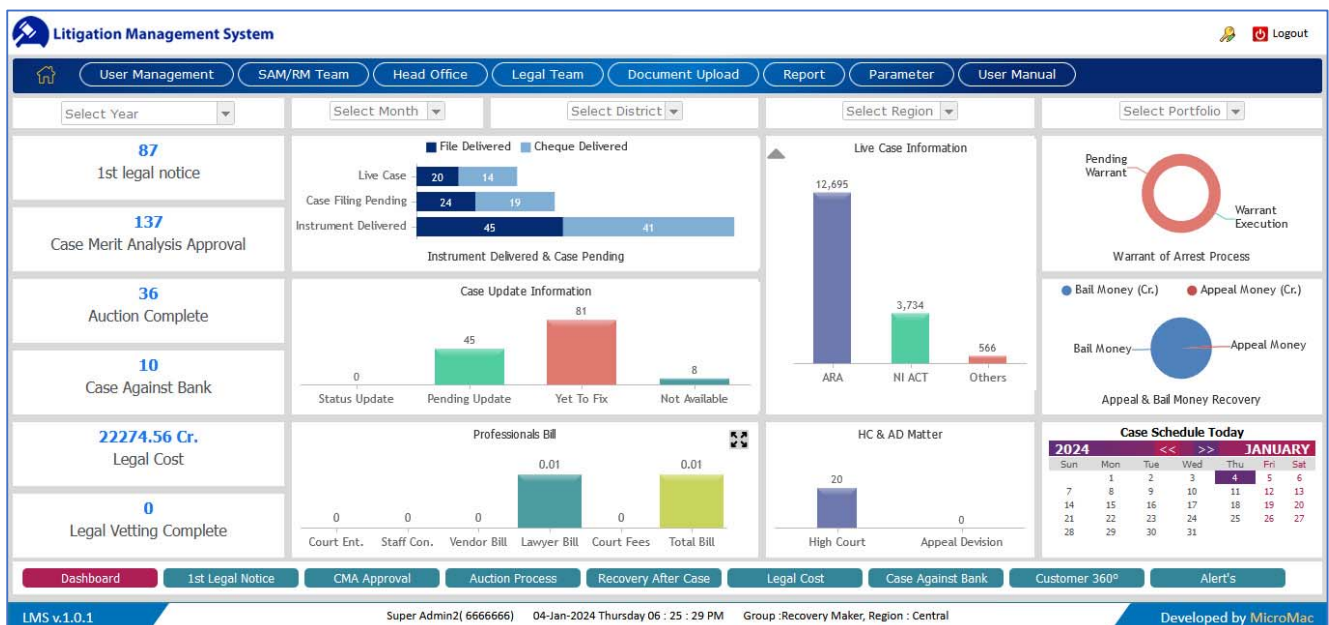 Litigation Management System
Logout
User Management SAM/RM Team Head Office Legal Team Document Upload Report Parameter User Manual
Select Year Select Month Select District Select Region Select Portfolio
87
1st legal notice
137
Case Merit Analysis Approval
36
Auction Complete
10
Case Against Bank
22274.56 Cr.
Legal Cost
0
Legal Vetting Complete
File Delivered Cheque Delivered
Live Case 20 14
Case Filing Pending 24 19
Instrument Delivered 45 41
Instrument Delivered & Case Pending
Case Update Information
0 45 81 8
Status Update Pending Update Yet To Fix Not Available
Professionals Bill
0 0 0 0.01 0 0.01
Court Ent. Staff Con. Vendor Bill Lawyer Bill Court Fees Total Bill
Live Case Information
12,695 3,734 566
ARA NI ACT Others
HC & AD Matter
20 0
High Court Appeal Devision
Pending
Warrant
Warrant
Execution
Warrant of Arrest Process
Bail Money (Cr.) Appeal Money (Cr.)
Bail Money Appeal Money
Appeal & Bail Money Recovery
Case Schedule Today
2024 << >> JANUARY
Sun Mon Tue Wed Thu Fri Sat
1 2 3 4 5 6
7 8 9 10 11 12 13
14 15 16 17 18 19 20
21 22 23 24 25 26 27
28 29 30 31
Dashboard 1st Legal Notice CMA Approval Auction Process Recovery After Case Legal Cost Case Against Bank Customer 360° Alert's
LMS v.1.0.1 Super Admin2( 6666666) 04-Jan-2024 Thursday 06 : 25 : 29 PM Group :Recovery Maker, Region : Central Developed by MicroMac